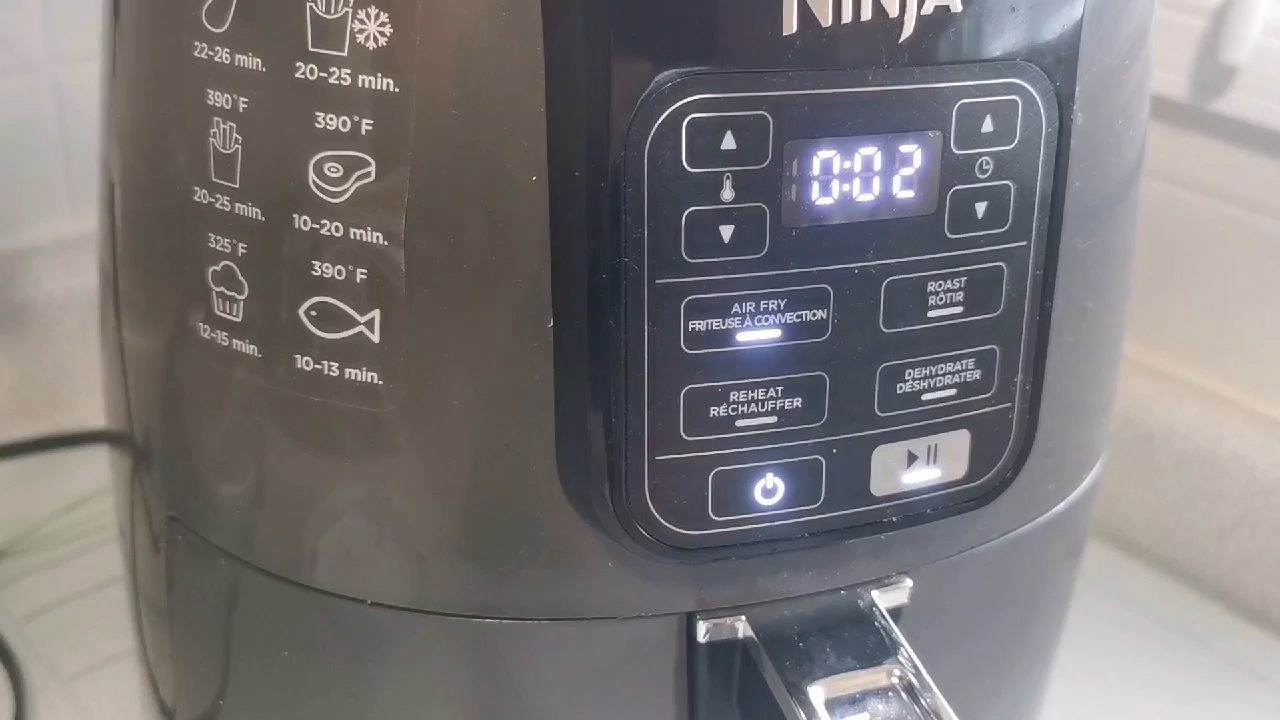 22-26 min.
20-25 min.
390°F
20-25 min.
390°F
10-20 min.
325°F
12-15 min.
390°F
10-13 min.
NINJA
0:02
AIR FRY
FRITEUSE À CONVECTION
ROAST
RÔTIR
REHEAT
RÉCHAUFFER
DEHYDRATE
DÉSHYDRATER